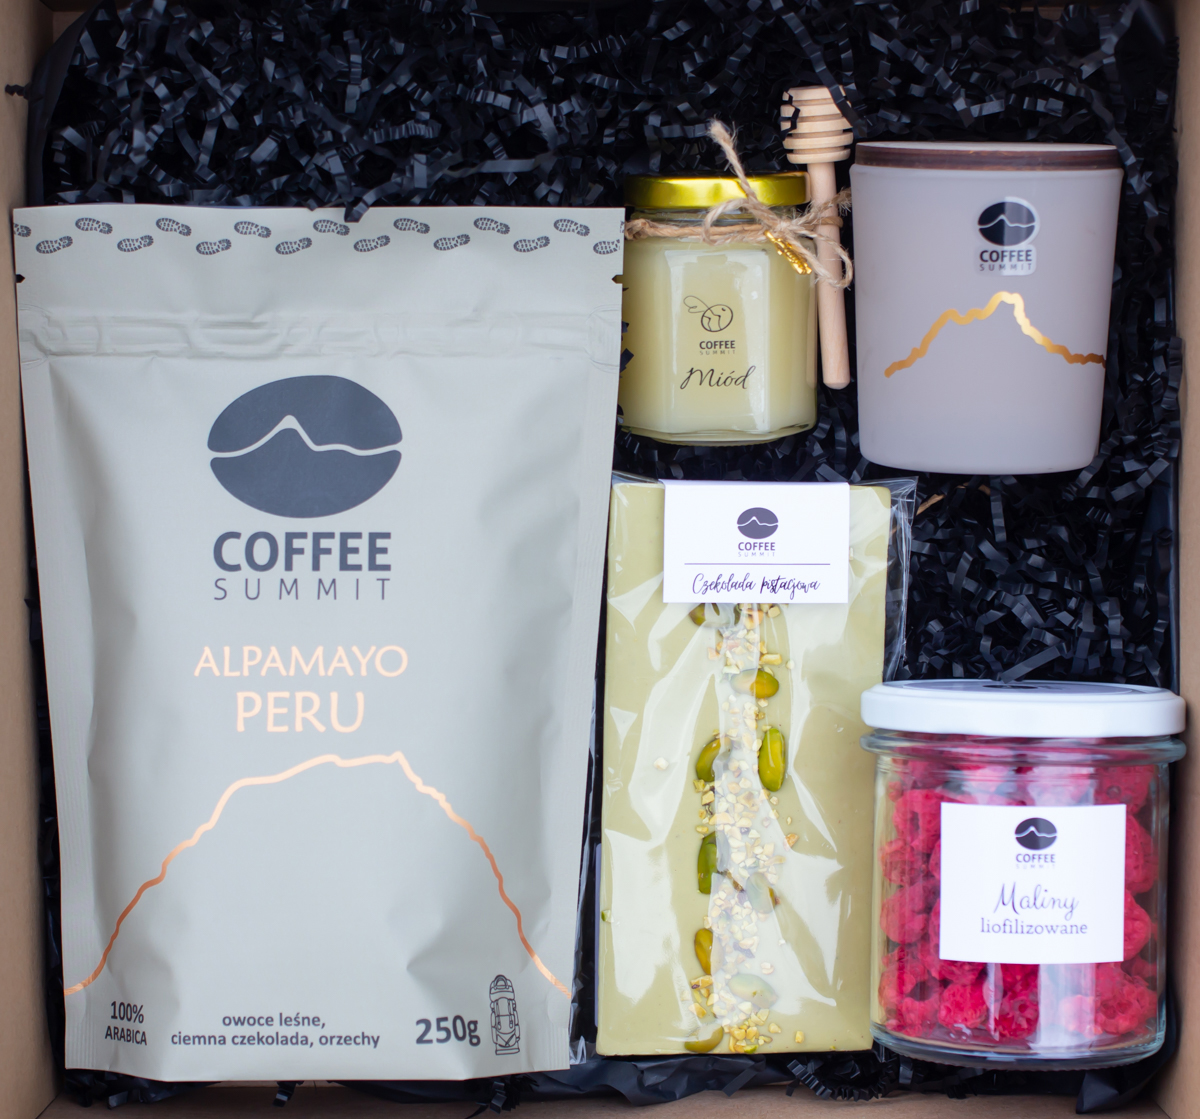 COFFEE
SUMMIT
ALPAMAYO
PERU
100%
ARABICA
owoce leśne,
ciemna czekolada, orzechy
250g
COFFEE
SUMMIT
Miód
COFFEE
SUMMIT
COFFEE
SUMMIT
Czekolada pistacjowa
COFFEE
SUMMIT
Maliny
liofilizowane